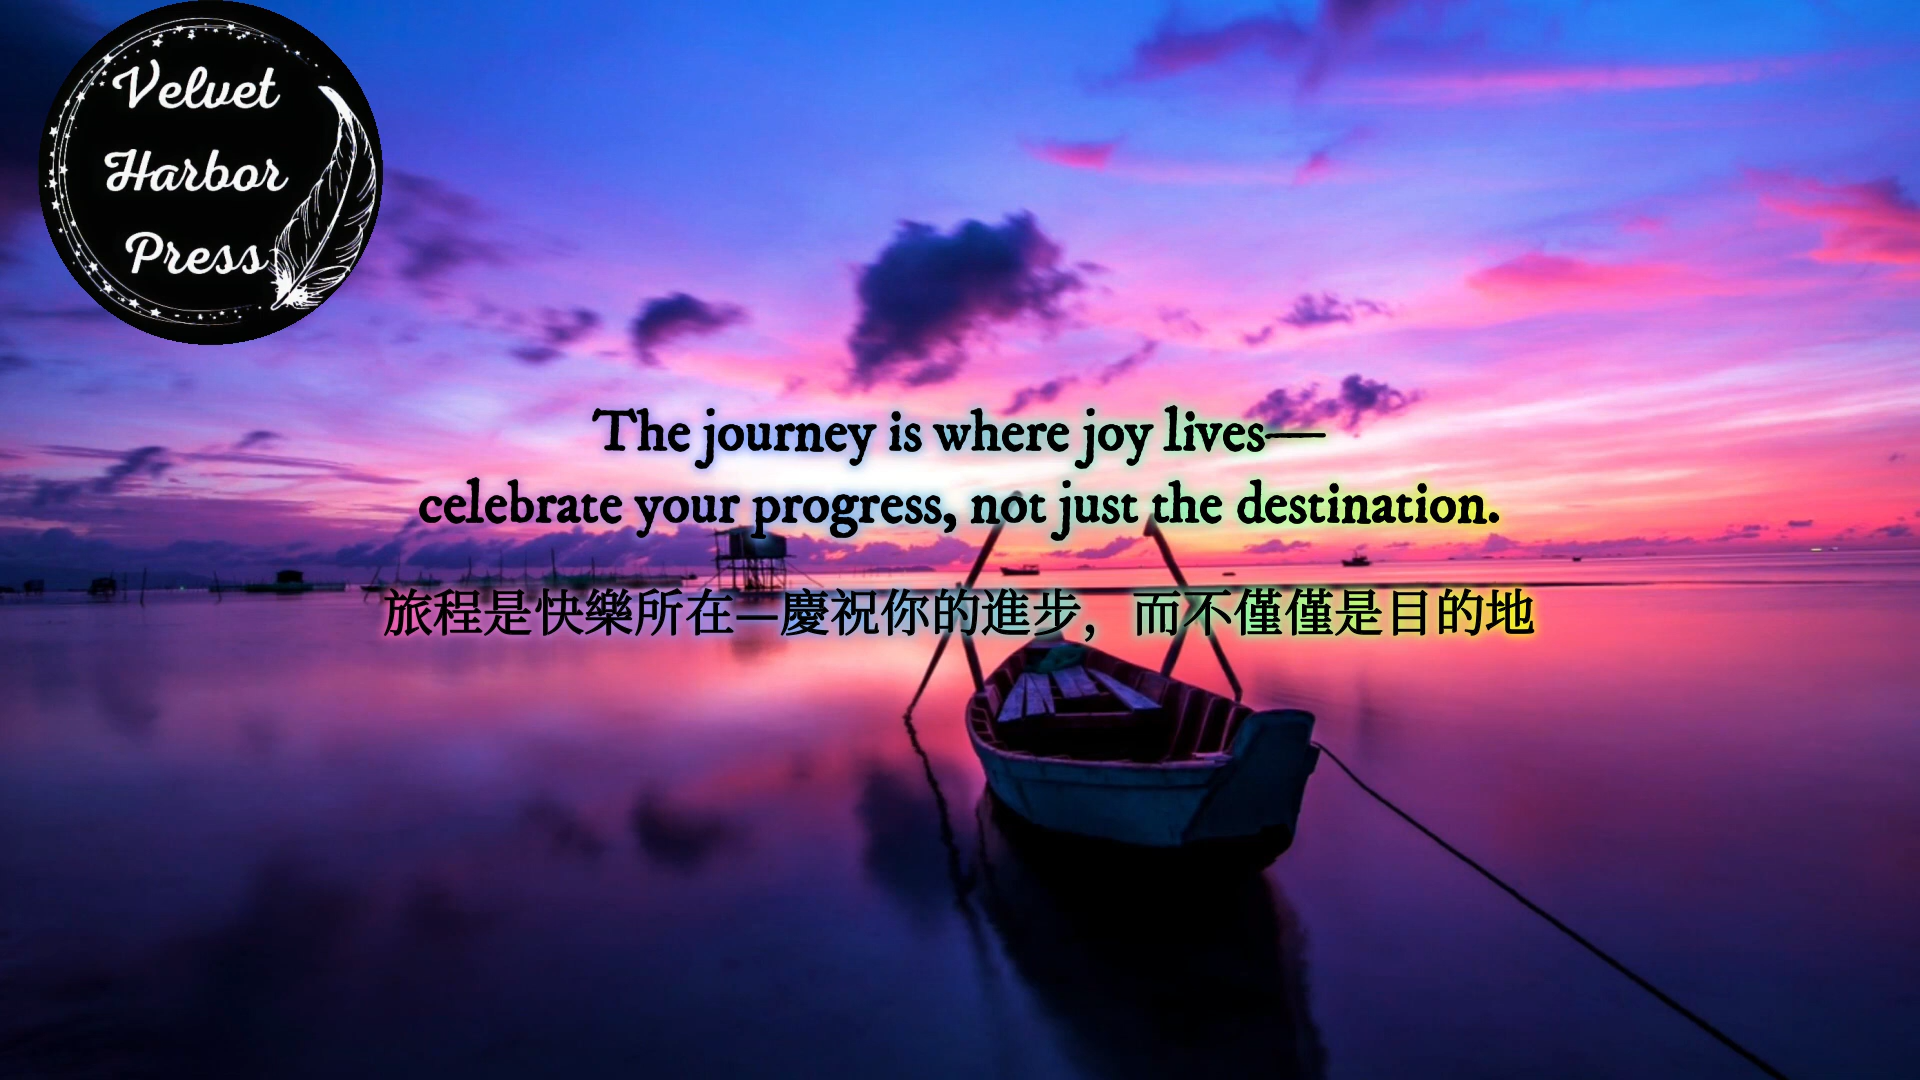 Velvet
Harbor
Press
The journey is where joy lives—
celebrate your progress, not just the destination.
旅程是快樂所在—慶祝你的進步，而不僅僅是目的地